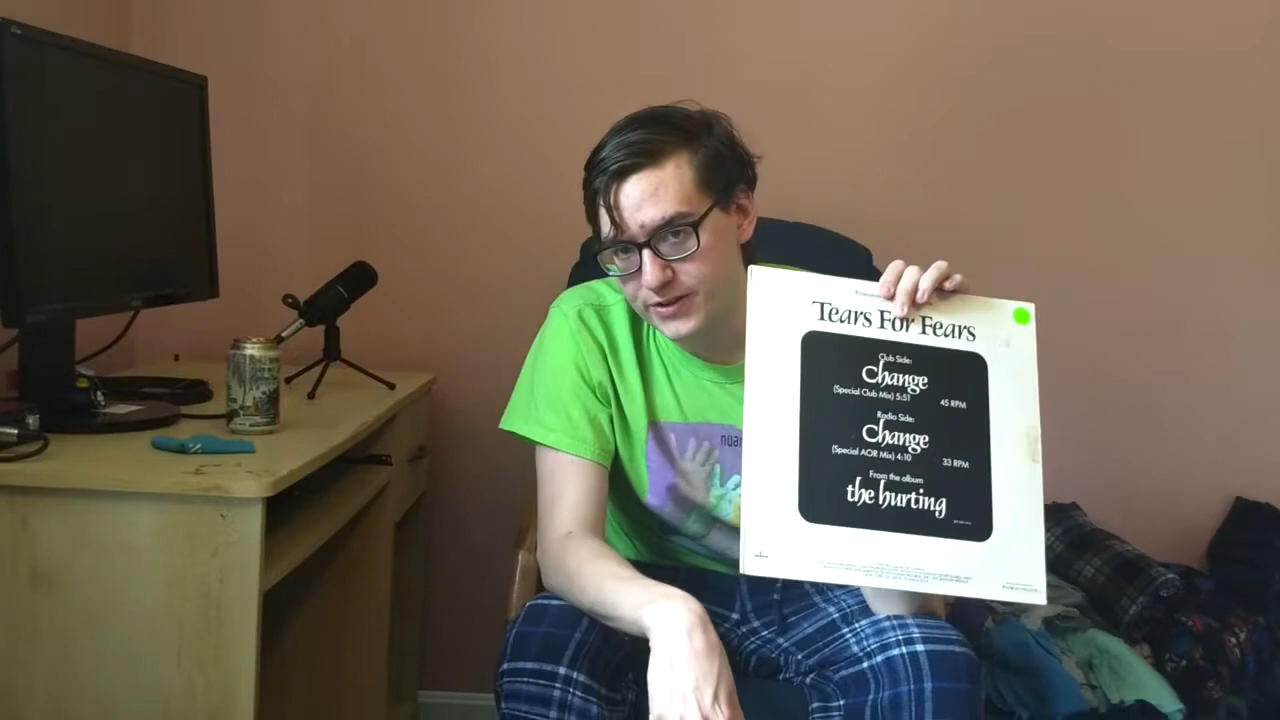 Tears For Fears
Club Side:
Change
(Special Club Mix) 5:51
45 RPM
Radio Side:
Change
(Special AOR Mix) 4:10
33 RPM
From the album
the hurting